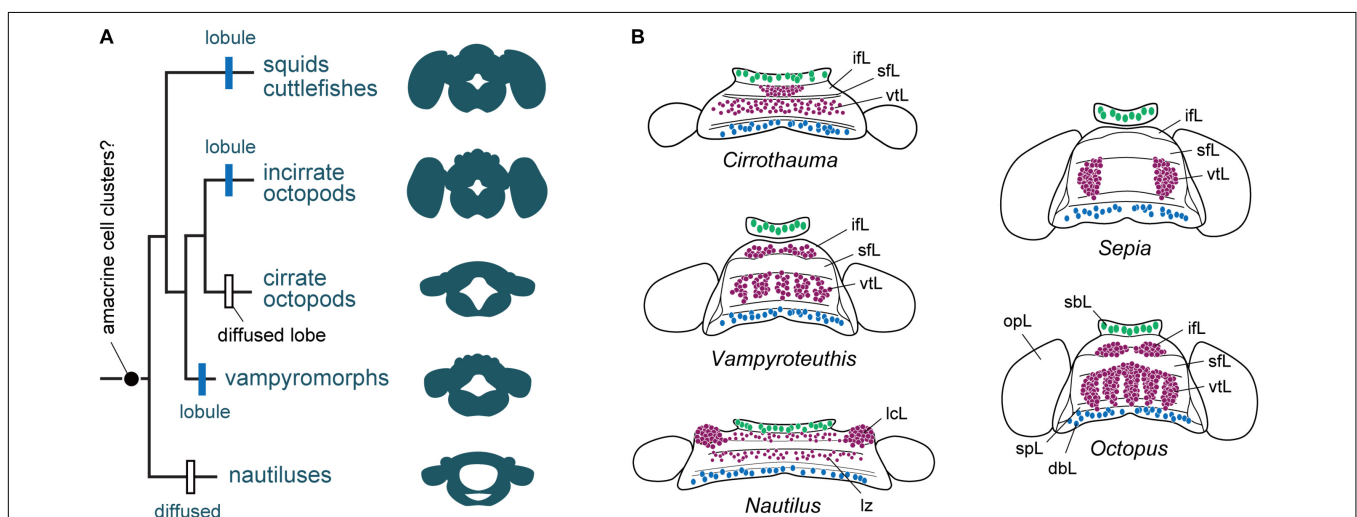 A
lobule
squids
cuttlefishes
amacrine cell clusters?
lobule
incirrate
octopods
cirrate
octopods
diffused lobe
vampyromorphs
lobule
nautiluses
diffused
B
ifL
sfL
vtL
Cirrothauma
ifL
sfL
vtL
Vampyroteuthis
lcL
lz
Nautilus
ifL
sfL
vtL
Sepia
sbL
opL
ifL
sfL
vtL
spL
dbL
Octopus